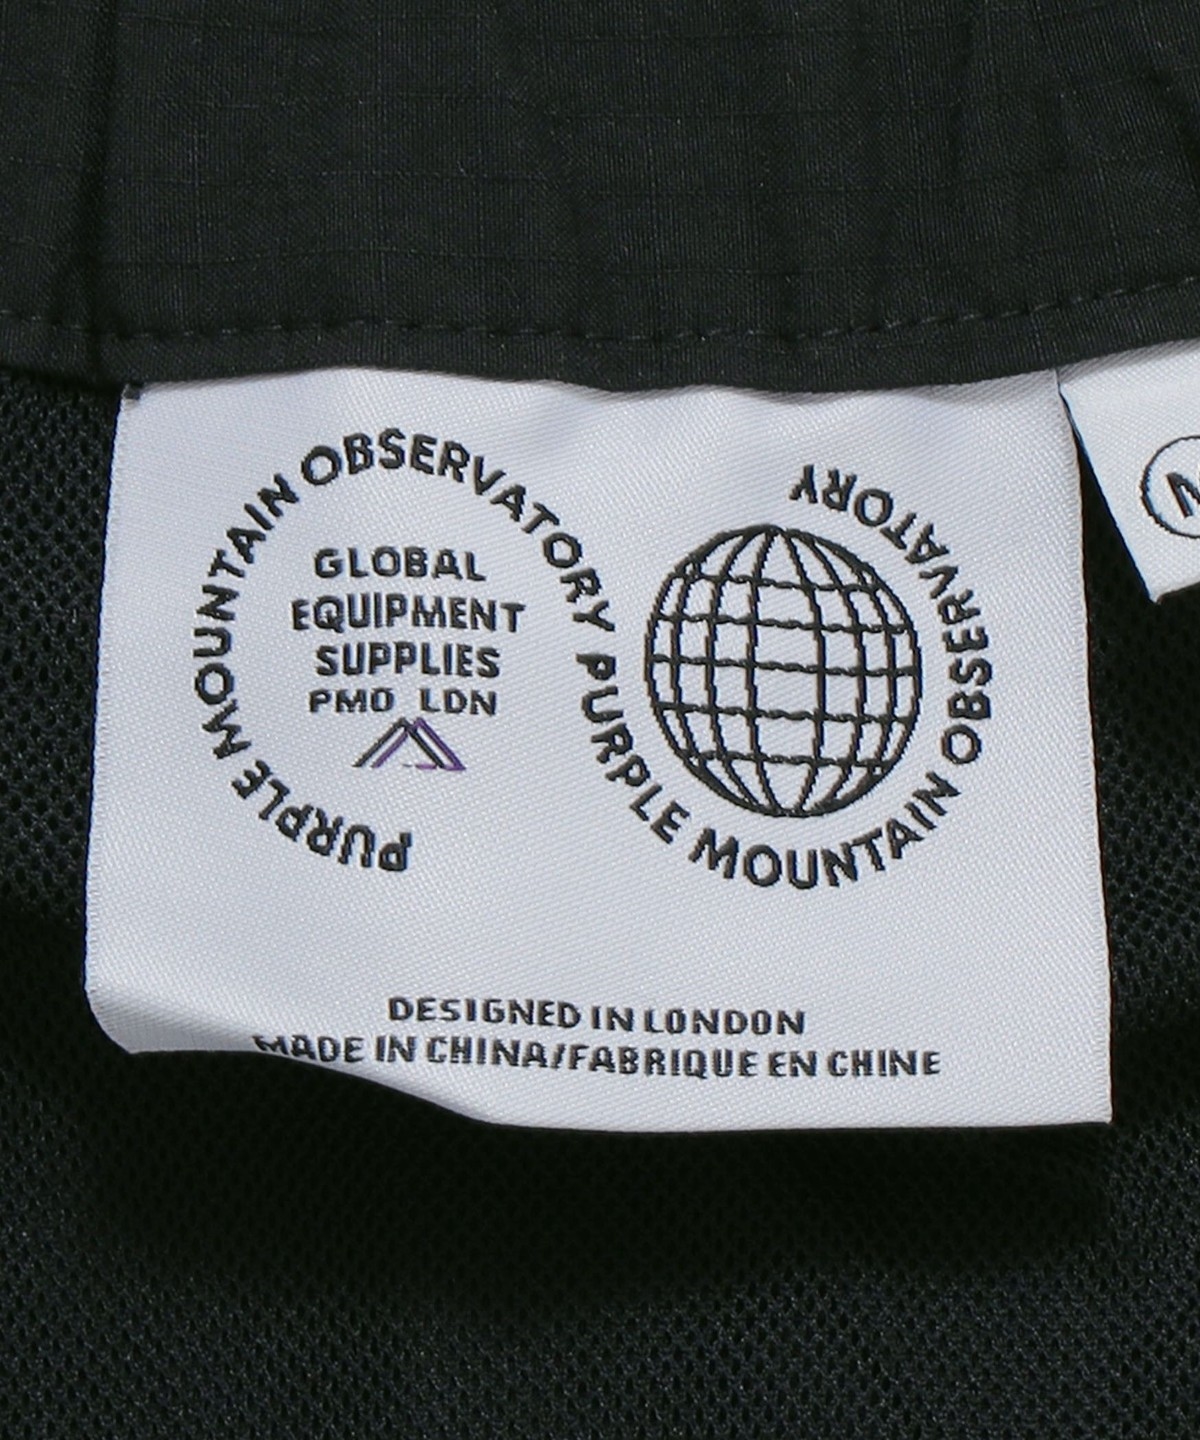 PURPLE MOUNTAIN OBSERVATORY PURPLE MOUNTAIN OBSERVATORY
GLOBAL
EQUIPMENT
SUPPLIES
PMO LDN
DESIGNED IN LONDON
MADE IN CHINA/FABRIQUE EN CHINE